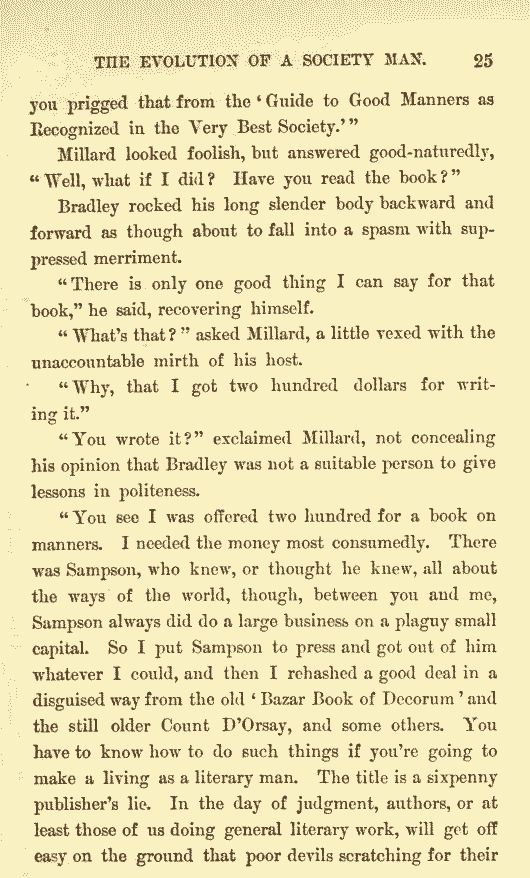 THE EVOLUTION OF A SOCIETY MAN. 25
you prigged that from the ‘ Guide to Good Manners as
Recognized in the Very Best Society.’ ”
Millard looked foolish, but answered good-naturedly,
“ Well, what if I did? Have you read the book? ”
Bradley rocked his long slender body backward and
forward as though about to fall into a spasm with sup-
pressed merriment.
“ There is only one good thing I can say for that
book,” he said, recovering himself.
“ What’s that? ” asked Millard, a little vexed with the
unaccountable mirth of his host.
“ Why, that I got two hundred dollars for writ-
ing it.”
“ You wrote it? ” exclaimed Millard, not concealing
his opinion that Bradley was not a suitable person to give
lessons in politeness.
“ You see I was offered two hundred for a book on
manners. I needed the money most consumedly. There
was Sampson, who knew, or thought he knew, all about
the ways of the world, though, between you and me,
Sampson always did do a large business on a plaguy small
capital. So I put Sampson to press and got out of him
whatever I could, and then I rehashed a good deal in a
disguised way from the old ‘ Bazar Book of Decorum ’ and
the still older Count D’Orsay, and some others. You
have to know how to do such things if you’re going to
make a living as a literary man. The title is a sixpenny
publisher’s lie. In the day of judgment, authors, or at
least those of us doing general literary work, will get off
easy on the ground that poor devils scratching for their